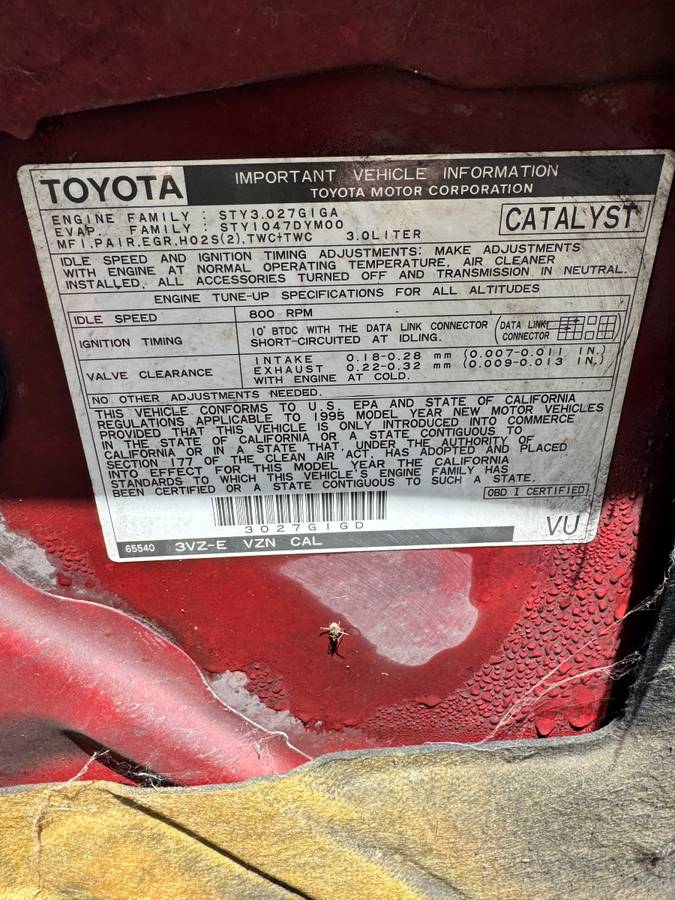 TOYOTA
IMPORTANT VEHICLE INFORMATION
TOYOTA MOTOR CORPORATION
ENGINE FAMILY : STY3.027GIGA
EVAP. FAMILY : STY1047DYMOO
MFI,PAIR,EGR,HO2S(2),TWC+TWC 3.0LITER
CATALYST
IDLE SPEED AND IGNITION TIMING ADJUSTMENTS: MAKE ADJUSTMENTS
WITH ENGINE AT NORMAL OPERATING TEMPERATURE, AIR CLEANER
INSTALLED, ALL ACCESSORIES TURNED OFF AND TRANSMISSION IN NEUTRAL.
ENGINE TUNE-UP SPECIFICATIONS FOR ALL ALTITUDES
IDLE SPEED 800 RPM
IGNITION TIMING 10° BTDC WITH THE DATA LINK CONNECTOR (DATA LINK)
SHORT-CIRCUITED AT IDLING.
VALVE CLEARANCE INTAKE 0.18-0.28 mm (0.007-0.011 IN.)
EXHAUST 0.22-0.32 mm (0.009-0.013 IN.)
WITH ENGINE AT COLD.
NO OTHER ADJUSTMENTS NEEDED.
THIS VEHICLE CONFORMS TO U.S. EPA AND STATE OF CALIFORNIA
REGULATIONS APPLICABLE TO 1995 MODEL YEAR NEW MOTOR VEHICLES
PROVIDED THAT THIS VEHICLE IS ONLY INTRODUCED INTO COMMERCE
IN THE STATE OF CALIFORNIA OR A STATE CONTIGUOUS TO
CALIFORNIA OR IN A STATE THAT, UNDER THE AUTHORITY OF
SECTION 177 OF THE CLEAN AIR ACT, HAS ADOPTED AND PLACED
INTO EFFECT FOR THIS MODEL YEAR THE CALIFORNIA
STANDARDS TO WHICH THIS VEHICLE'S ENGINE FAMILY HAS
BEEN CERTIFIED OR A STATE CONTIGUOUS TO SUCH A STATE.
OBD I CERTIFIED
3027GIGD
VU
65540 3VZ-E VZN CAL